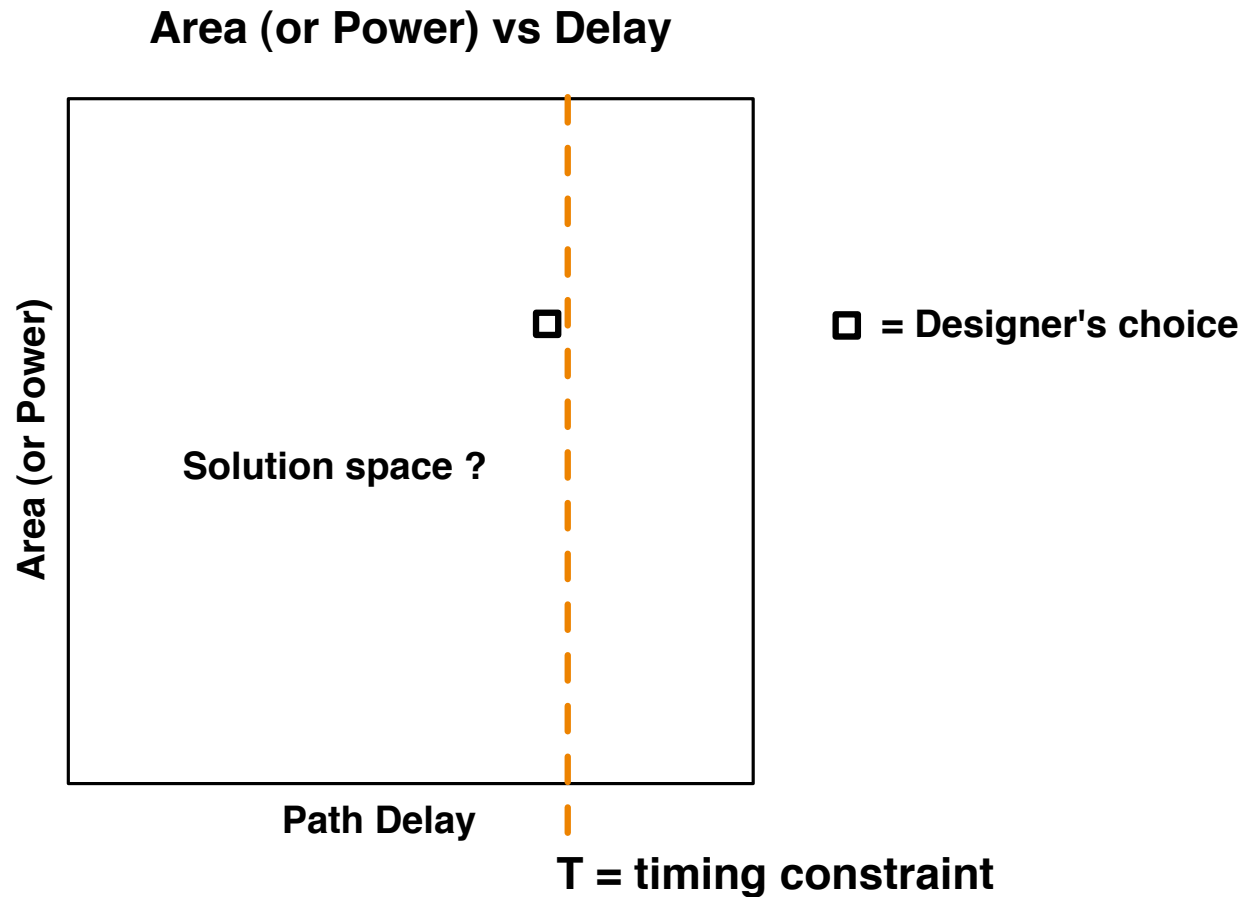 Area (or Power) vs Delay
Area (or Power)
= Designer's choice
Solution space ?
Path Delay
T = timing constraint